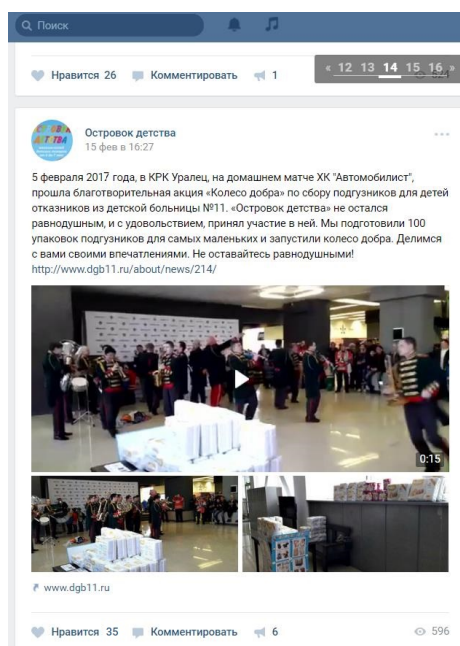 Поиск
« 12 13 14 15 16 »
Нравится 26 Комментировать 1
Островок детства
15 фев в 16:27
5 февраля 2017 года, в КРК Уралец, на домашнем матче ХК "Автомобилист",
прошла благотворительная акция «Колесо добра» по сбору подгузников для детей
отказников из детской больницы №11. «Островок детства» не остался
равнодушным, и с удовольствием, принял участие в ней. Мы подготовили 100
упаковок подгузников для самых маленьких и запустили колесо добра. Делимся
с вами своими впечатлениями. Не оставайтесь равнодушными!
http://www.dgb11.ru/about/news/214/
0:15
www.dgb11.ru
Нравится 35 Комментировать 6 596